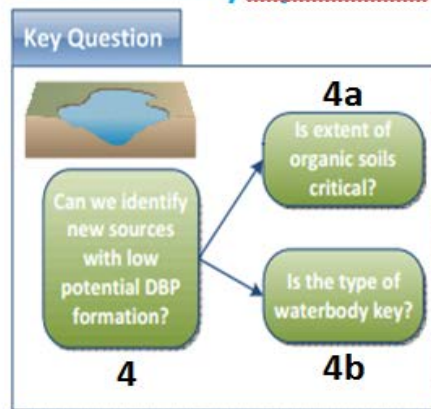 Key Question
4a
Is extent of
organic soils
critical?
Can we identify
new sources
with low
potential DBP
formation?
4
Is the type of
waterbody key?
4b